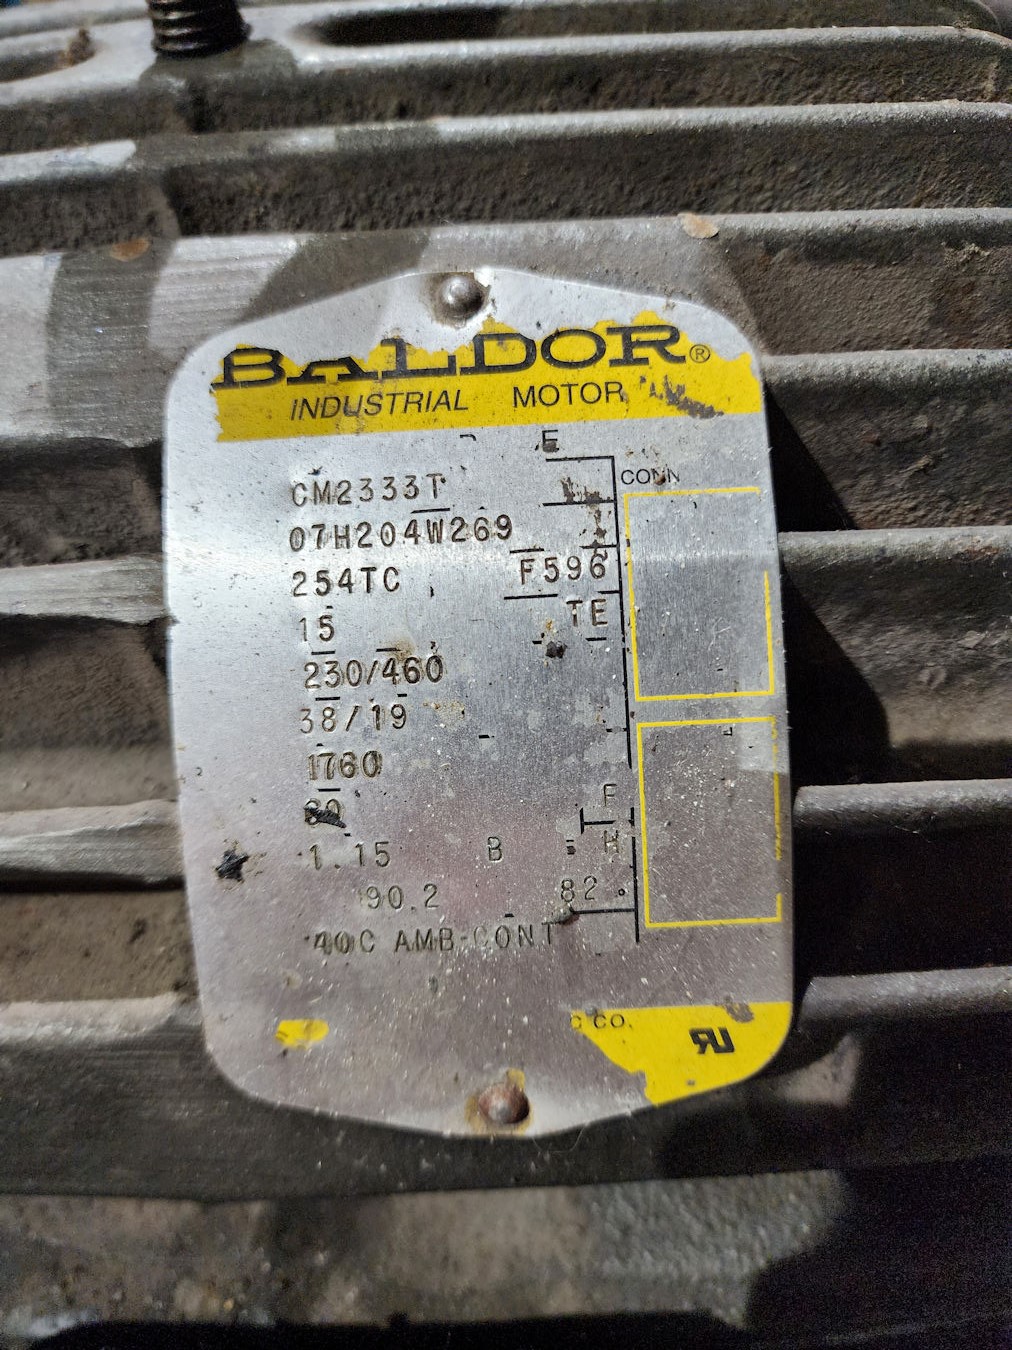 BALDOR®
INDUSTRIAL MOTOR
E
CONN
CM2333T
07H204W269
254TC F596
15 TE
230/460
38/19
1760
F
1.15 B H
90.2 82.
40C AMB-CONT
C CO.